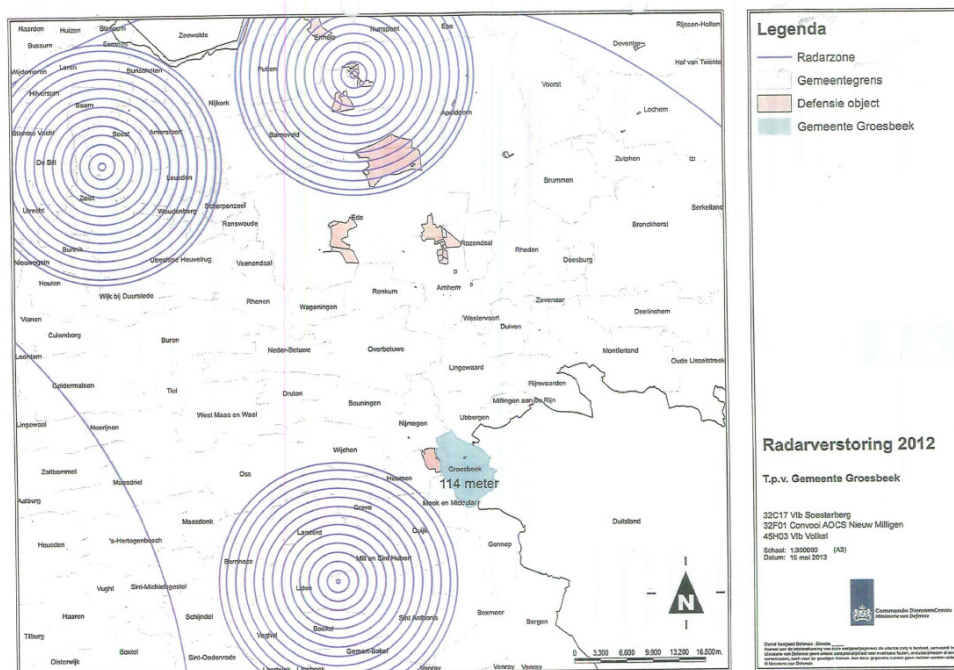 Naarden
Huizen
Blaricum
Eemnes
Zeewolde
Ermelo
Nunspeet
Epe
Rijssen-Holten
Bussum
Laren
Bunschoten
Putten
Deventer
Hof van Twente
Wijdemeren
Hilversum
Baarn
Nijkerk
Voorst
Apeldoorn
Lochem
Stichtse Vecht
Soest
Amersfoort
Barneveld
De Bilt
Leusden
Zutphen
Zeist
Brummen
Utrecht
Woudenberg
Scherpenzeel
Renswoude
Ede
Berkelland
Bronckhorst
Rozendaal
Rheden
Bunnik
Nieuwegein
Utrechtse Heuvelrug
Veenendaal
Doesburg
Houten
Wijk bij Duurstede
Rhenen
Wageningen
Renkum
Arnhem
Zevenaar
Vianen
Westervoort
Duiven
Doetinchem
Culemborg
Buren
Neder-Betuwe
Overbetuwe
Montferland
Oude IJsselstreek
Leerdam
Lingewaard
Geldermalsen
Tiel
Druten
Beuningen
Rijnwaarden
Millingen aan De Rijn
West Maas en Waal
Ubbergen
Lingewaal
Neerijnen
Nijmegen
Wijchen
Zaltbommel
Maasdriel
Oss
Heumen
Groesbeek
114 meter
Aalburg
Grave
Mook en Middelaar
Maasdonk
Duitsland
Heusden
's-Hertogenbosch
Landerd
Cuijk
Gennep
Bernheze
Mill en Sint Hubert
Vught
Sint-Michielsgestel
Uden
Haaren
Schijndel
Sint Anthonis
Boxmeer
Bergen
Tilburg
Veghel
Boekel
Boxtel
Gemert-Bakel
Oisterwijk
Sint-Oedenrode
Venray
Venray
Venray
N
0 3.300 6.600 9.900 13.200 16.500m.
Legenda
Radarzone
Gemeentegrens
Defensie object
Gemeente Groesbeek
Radarverstoring 2012
T.p.v. Gemeente Groesbeek
32C17 Vlb Soesterberg
32F01 Convooi AOCS Nieuw Milligen
45H03 Vlb Volkel
Schaal: 1:300000 (A3)
Datum: 16 mei 2013
Commando DienstenCentra
Ministerie van Defensie